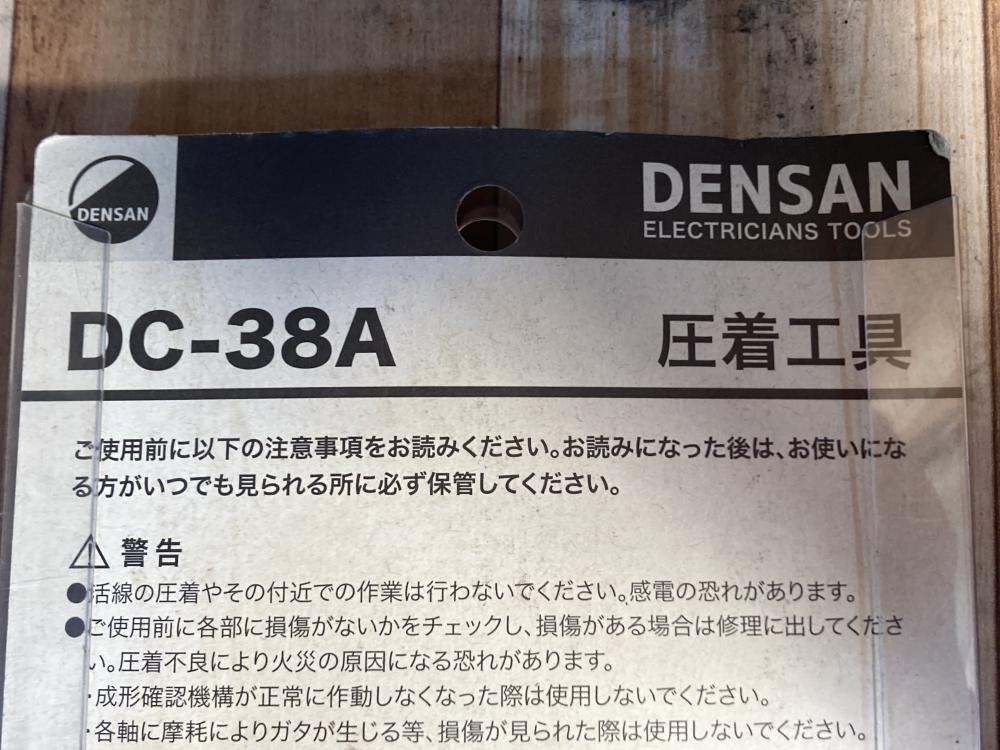 DENSAN
DENSAN
ELECTRICIANS TOOLS
DC-38A 圧着工具
ご使用前に以下の注意事項をお読みください。お読みになった後は、お使いにな
る方がいつでも見られる所に必ず保管してください。
⚠ 警告
●活線の圧着やその付近での作業は行わないでください。感電の恐れがあります。
●ご使用前に各部に損傷がないかをチェックし、損傷がある場合は修理に出してくださ
い。圧着不良により火災の原因になる恐れがあります。
・成形確認機構が正常に作動しなくなった際は使用しないでください。
・各軸に摩耗によりガタが生じる等、損傷が見られた際は使用しないでください。